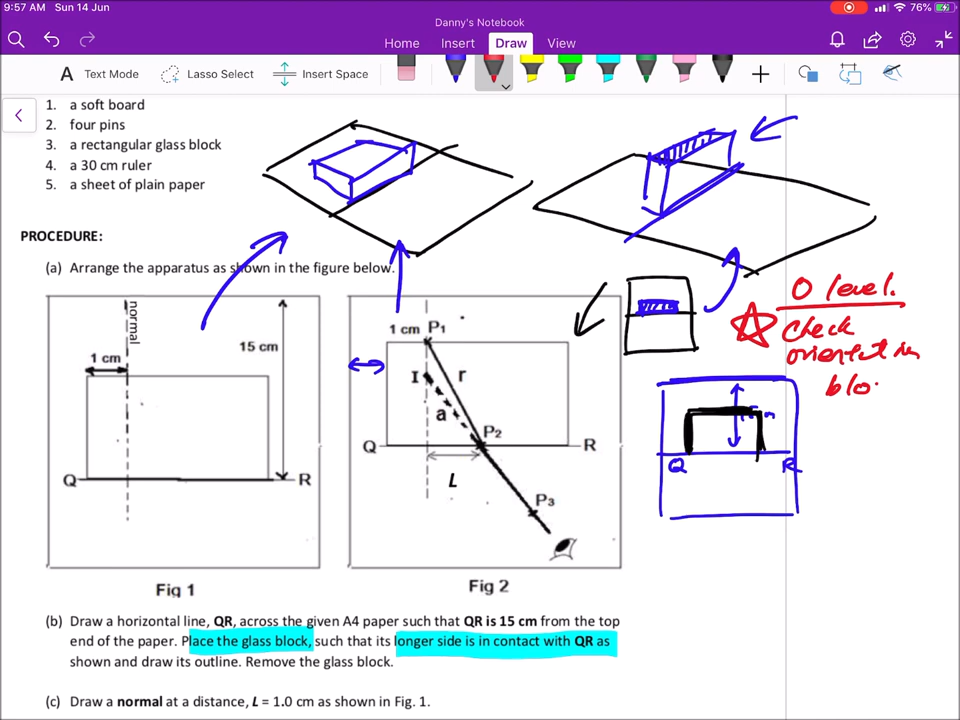 9:57 AM Sun 14 Jun
76%
Danny's Notebook
Home Insert Draw View
A Text Mode Lasso Select Insert Space
1. a soft board
2. four pins
3. a rectangular glass block
4. a 30 cm ruler
5. a sheet of plain paper
PROCEDURE:
(a) Arrange the apparatus as shown in the figure below.
normal
1 cm
15 cm
Q
R
Fig 1
1 cm P1
I r
a
P2
Q R
L
P3
Fig 2
O level.
check
blo
Q R
(b) Draw a horizontal line, QR, across the given A4 paper such that QR is 15 cm from the top
end of the paper. Place the glass block, such that its longer side is in contact with QR as
shown and draw its outline. Remove the glass block.
(c) Draw a normal at a distance, L = 1.0 cm as shown in Fig. 1.